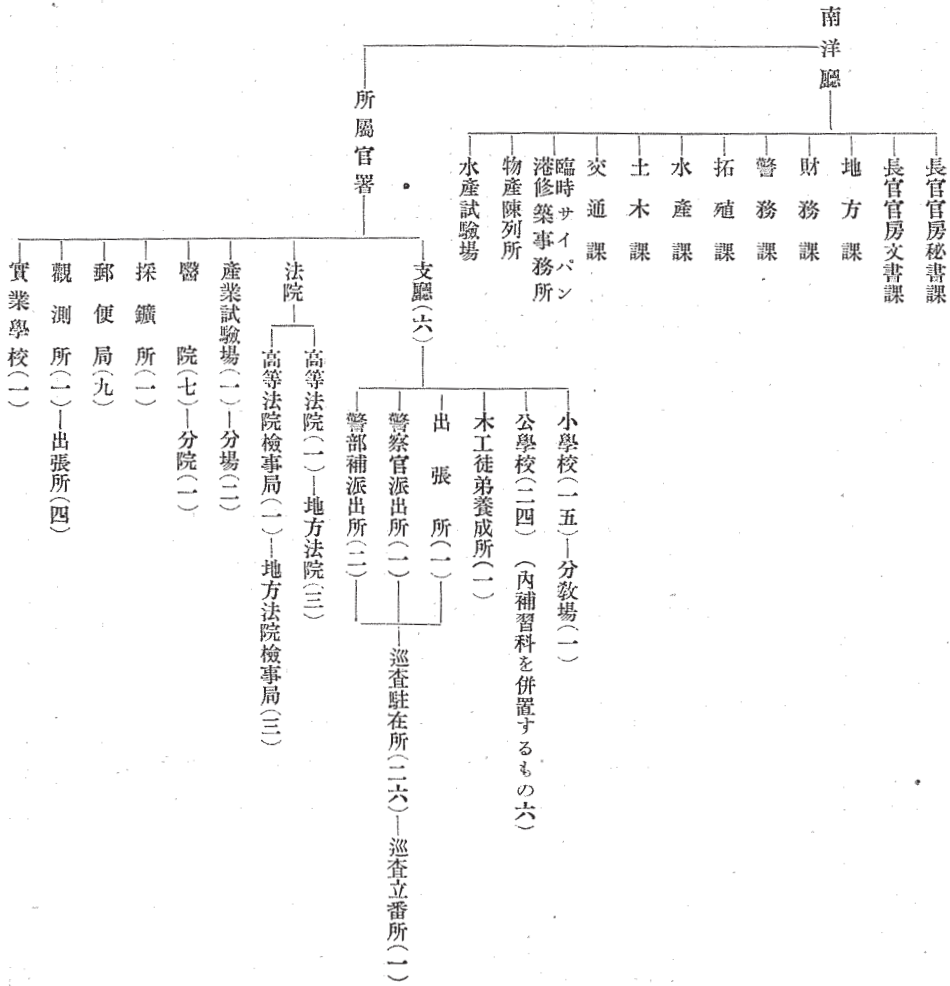 南洋廳
長官官房秘書課
長官官房文書課
地方課
財務課
警務課
拓殖課
水產課
土木課
交通課
臨時サイパン
港修築事務所
物產陳列所
水產試驗場
所屬官署
支廳(六)
小學校(一五)—分敎場(一)
公學校(二四) (內補習科を併置するもの六)
木工徒弟養成所(一)
出張所(一)
警察官派出所(一)
警部補派出所(二)
巡査駐在所(二六)—巡査立番所(一)
法院
高等法院(一)—地方法院(三)
高等法院檢事局(一)—地方法院檢事局(三)
產業試驗場(一)—分場(二)
醫院(七)—分院(一)
採鑛所(一)
郵便局(九)
觀測所(一)—出張所(四)
實業學校(一)